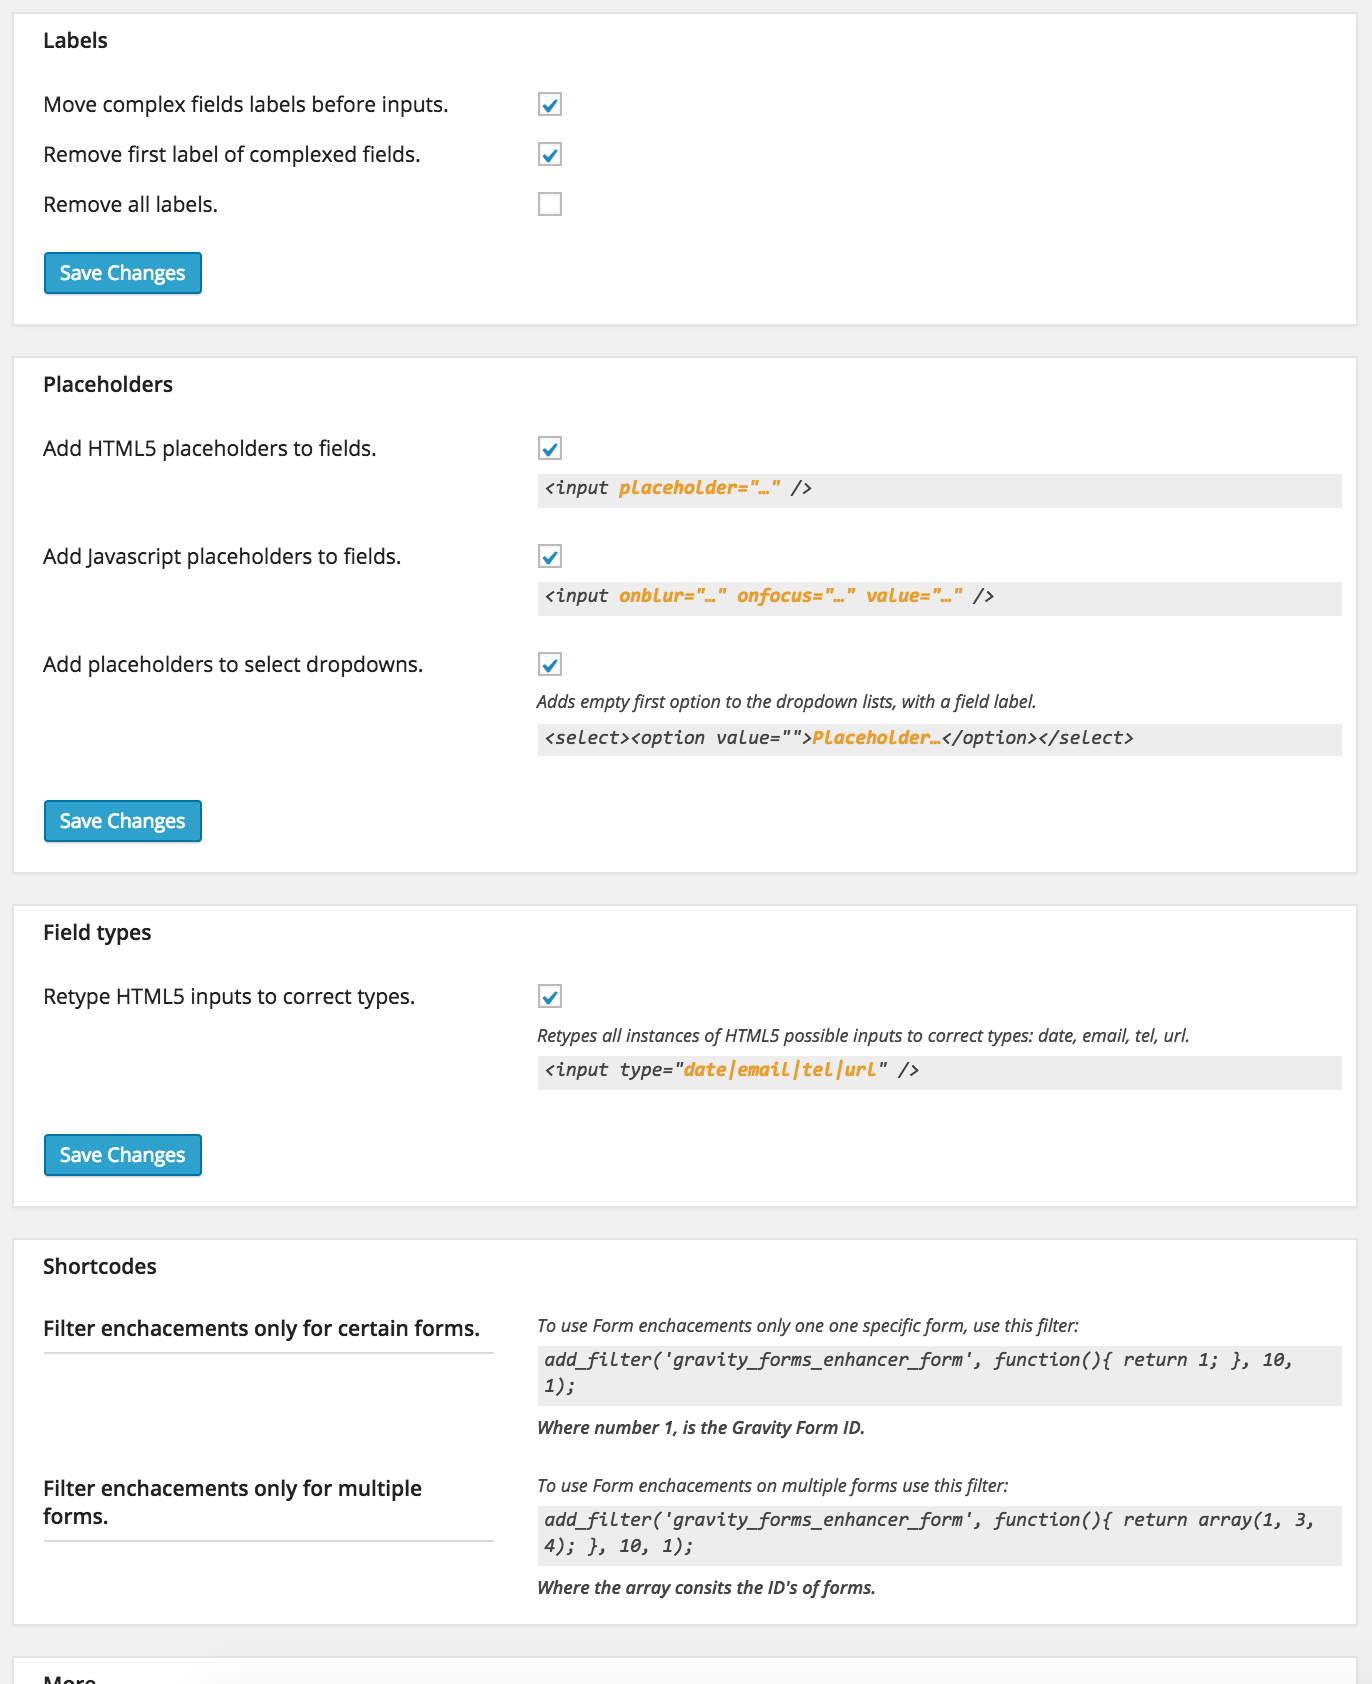 Labels
Move complex fields labels before inputs.
Remove first label of complexed fields.
Remove all labels.
Save Changes
Placeholders
Add HTML5 placeholders to fields.
<input placeholder="…" />
Add Javascript placeholders to fields.
<input onblur="…" onfocus="…" value="…" />
Add placeholders to select dropdowns.
Adds empty first option to the dropdown lists, with a field label.
<select><option value="">Placeholder…</option></select>
Save Changes
Field types
Retype HTML5 inputs to correct types.
Retypes all instances of HTML5 possible inputs to correct types: date, email, tel, url.
<input type="date|email|tel|url" />
Save Changes
Shortcodes
Filter enchacements only for certain forms.
To use Form enchacements only one one specific form, use this filter:
add_filter('gravity_forms_enhancer_form', function(){ return 1; }, 10,
1);
Where number 1, is the Gravity Form ID.
Filter enchacements only for multiple
forms.
To use Form enchacements on multiple forms use this filter:
add_filter('gravity_forms_enhancer_form', function(){ return array(1, 3,
4); }, 10, 1);
Where the array consits the ID's of forms.
More